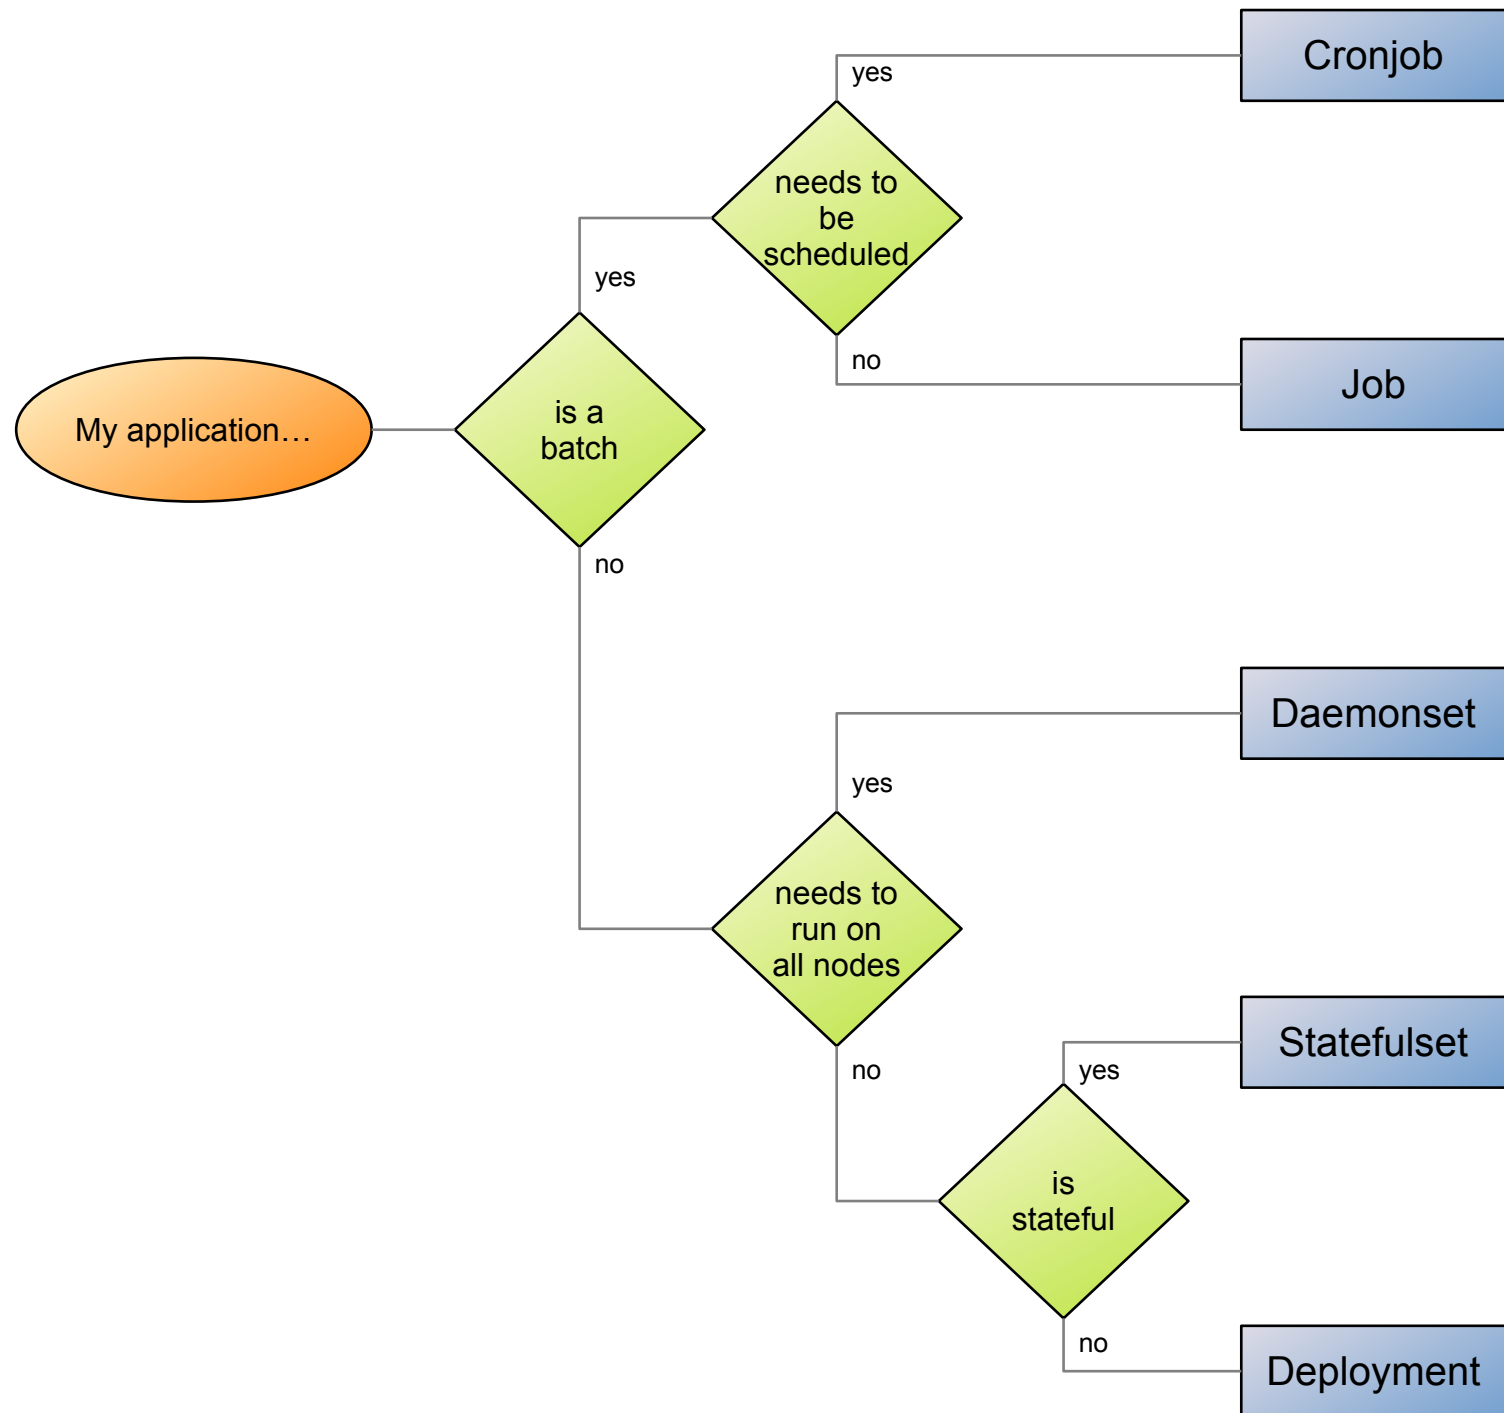 Cronjob
yes
needs to
be
scheduled
yes
no
Job
is a
batch
My application…
no
Daemonset
yes
needs to
run on
all nodes
Statefulset
no
yes
is
stateful
no
Deployment